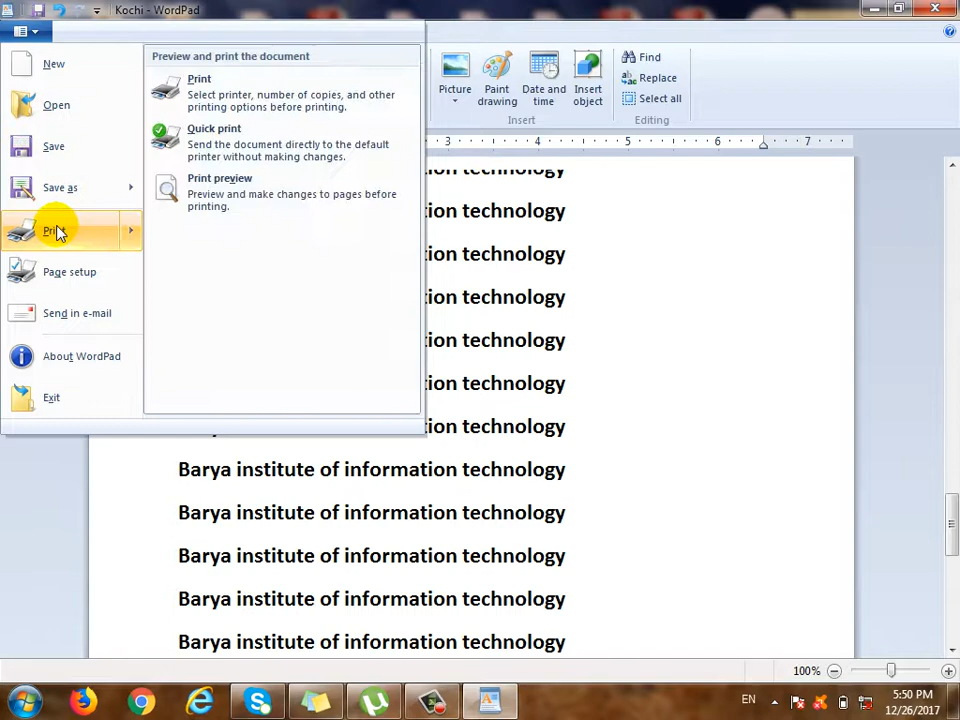 Kochi - WordPad
New
Open
Save
Save as
Print
Page setup
Send in e-mail
About WordPad
Exit
Preview and print the document
Print
Select printer, number of copies, and other
printing options before printing.
Quick print
Send the document directly to the default
printer without making changes.
Print preview
Preview and make changes to pages before
printing.
Picture
Paint
drawing
Date and
time
Insert
object
Insert
Find
Replace
Select all
Editing
3 4 5 6 7
tion technology
tion technology
tion technology
tion technology
tion technology
tion technology
tion technology
Barya institute of information technology
Barya institute of information technology
Barya institute of information technology
Barya institute of information technology
Barya institute of information technology
100%
EN
5:50 PM
12/26/2017